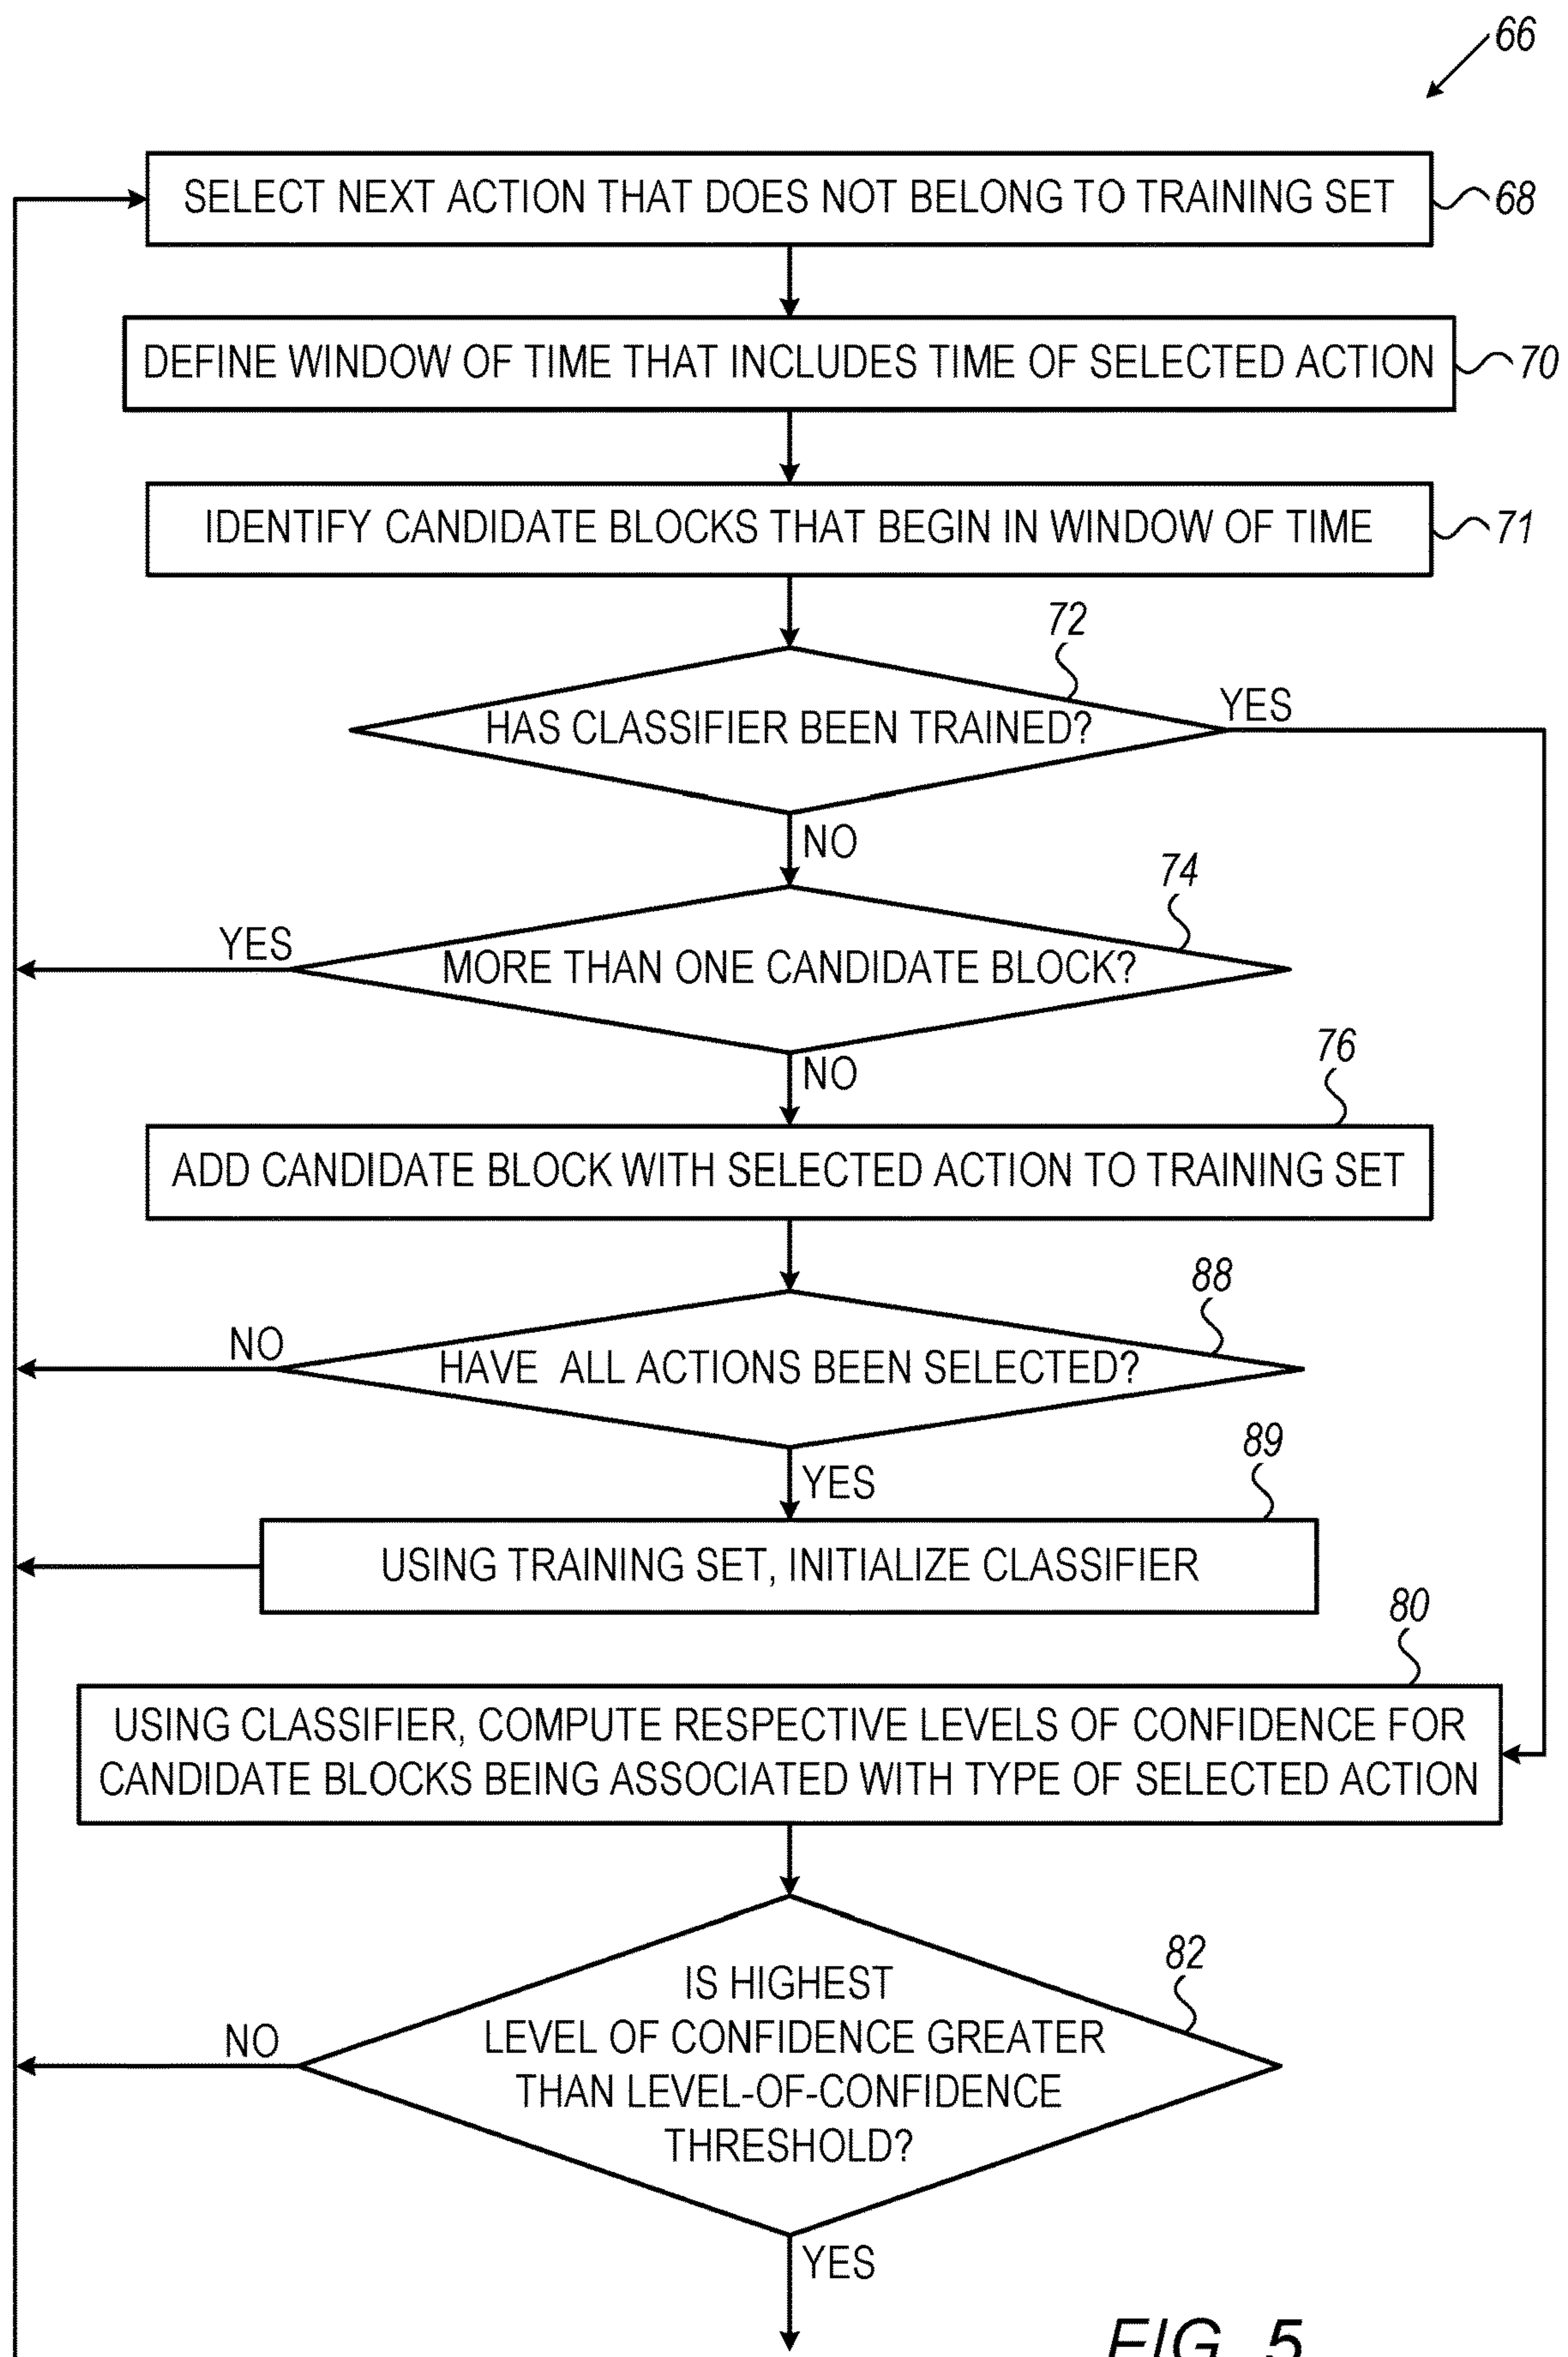 66
SELECT NEXT ACTION THAT DOES NOT BELONG TO TRAINING SET
68
DEFINE WINDOW OF TIME THAT INCLUDES TIME OF SELECTED ACTION
70
IDENTIFY CANDIDATE BLOCKS THAT BEGIN IN WINDOW OF TIME
71
72
HAS CLASSIFIER BEEN TRAINED?
YES
NO
74
YES
MORE THAN ONE CANDIDATE BLOCK?
NO
76
ADD CANDIDATE BLOCK WITH SELECTED ACTION TO TRAINING SET
88
NO
HAVE ALL ACTIONS BEEN SELECTED?
YES
89
USING TRAINING SET, INITIALIZE CLASSIFIER
80
USING CLASSIFIER, COMPUTE RESPECTIVE LEVELS OF CONFIDENCE FOR
CANDIDATE BLOCKS BEING ASSOCIATED WITH TYPE OF SELECTED ACTION
82
IS HIGHEST
LEVEL OF CONFIDENCE GREATER
THAN LEVEL-OF-CONFIDENCE
THRESHOLD?
NO
YES
FIG. 5